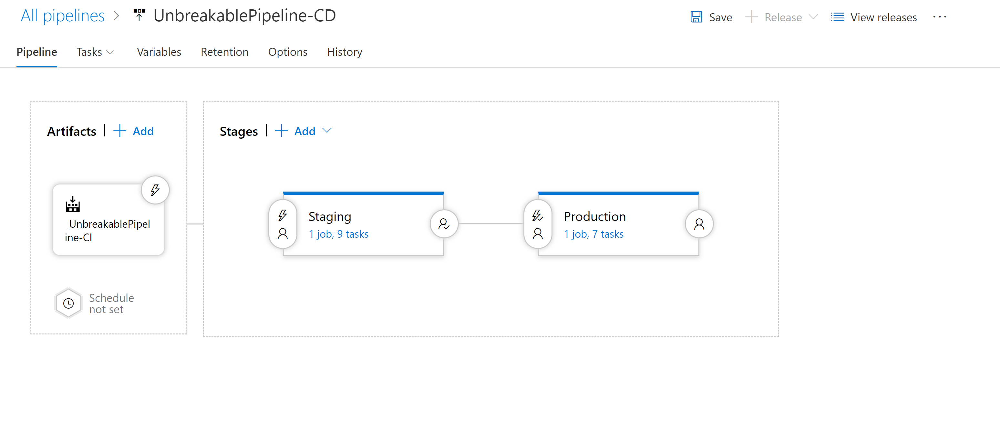 All pipelines > UnbreakablePipeline-CD
Save Release View releases ...
Pipeline Tasks Variables Retention Options History
Artifacts | + Add
Stages | + Add
_UnbreakablePipel
ine-CI
Schedule
not set
Staging
1 job, 9 tasks
Production
1 job, 7 tasks